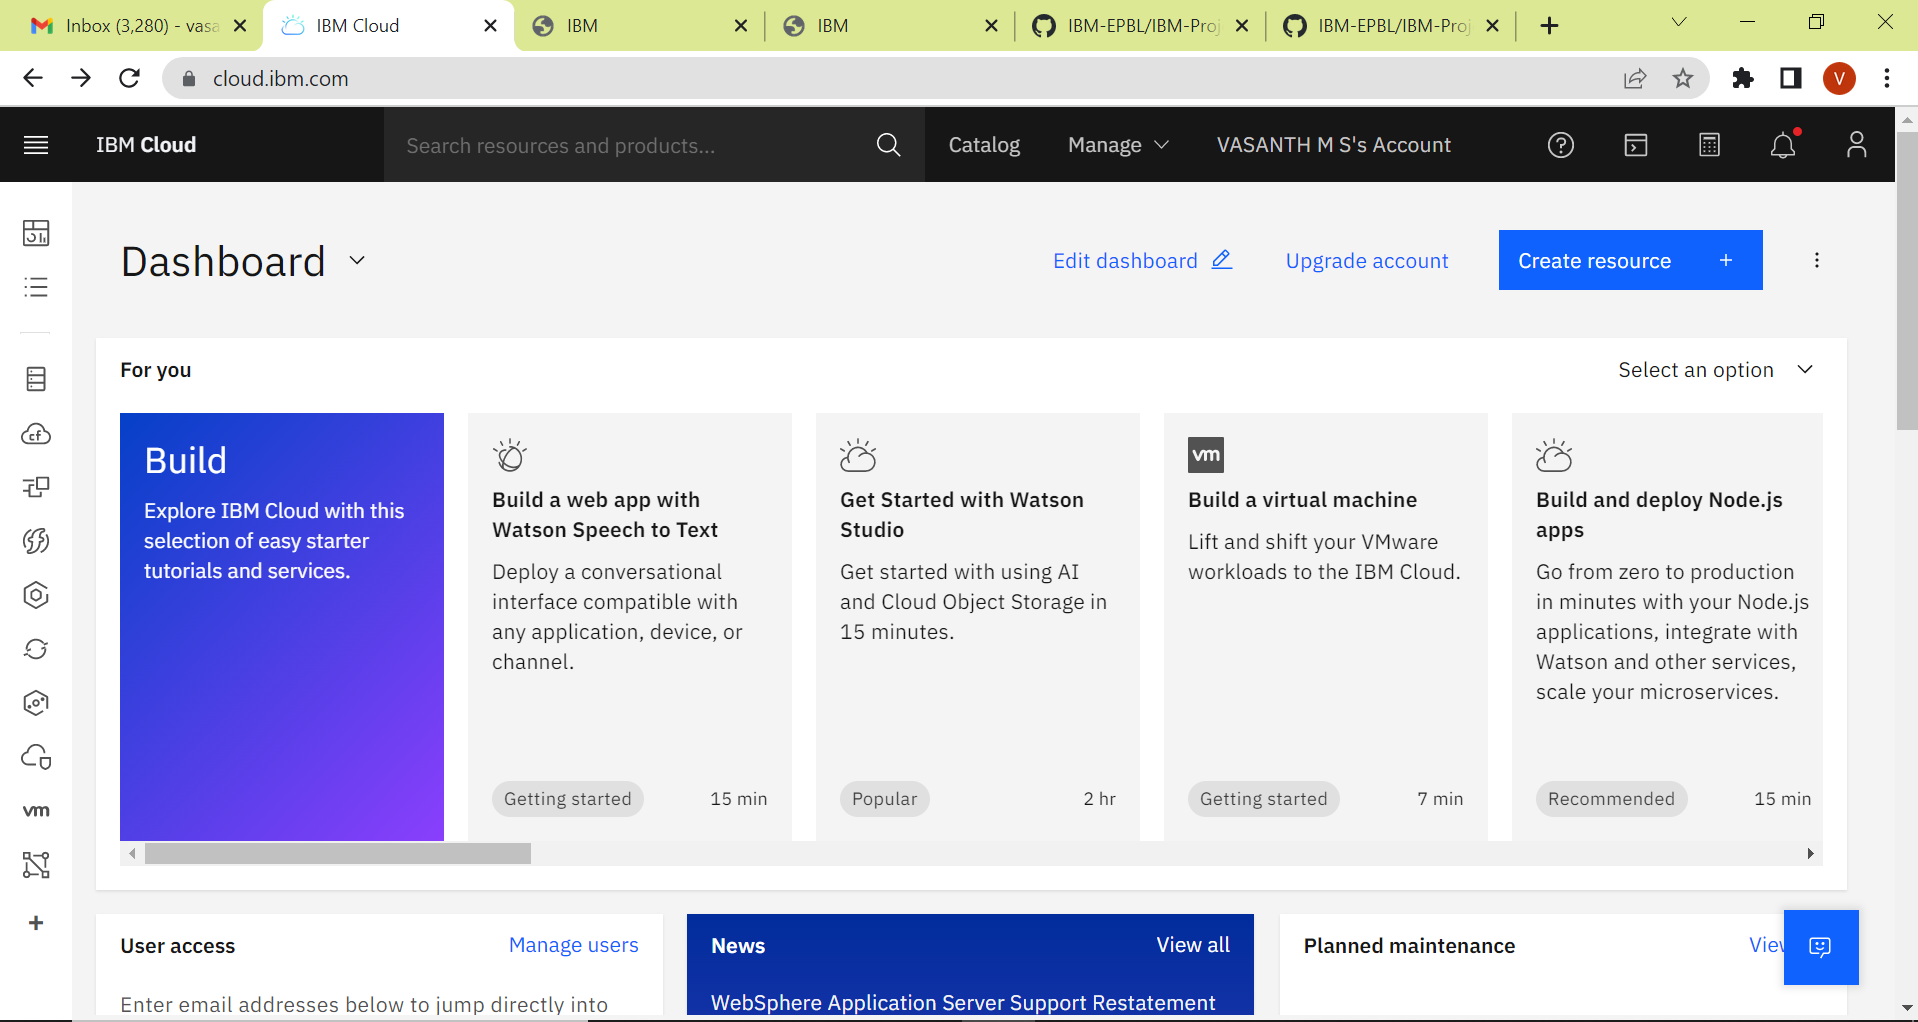 Inbox (3,280) - vasa
IBM Cloud
IBM
IBM
IBM-EPBL/IBM-Proj
IBM-EPBL/IBM-Proj
cloud.ibm.com
V
IBM Cloud
Search resources and products...
Catalog
Manage
VASANTH M S's Account
Dashboard
Edit dashboard
Upgrade account
Create resource +
For you
Select an option
Build
Explore IBM Cloud with this
selection of easy starter
tutorials and services.
Build a web app with
Watson Speech to Text
Deploy a conversational
interface compatible with
any application, device, or
channel.
Getting started
15 min
Get Started with Watson
Studio
Get started with using AI
and Cloud Object Storage in
15 minutes.
Popular
2 hr
vm
Build a virtual machine
Lift and shift your VMware
workloads to the IBM Cloud.
Getting started
7 min
Build and deploy Node.js
apps
Go from zero to production
in minutes with your Node.js
applications, integrate with
Watson and other services,
scale your microservices.
Recommended
15 min
cf
vm
User access
Manage users
Enter email addresses below to jump directly into
News
View all
WebSphere Application Server Support Restatement
Planned maintenance
View